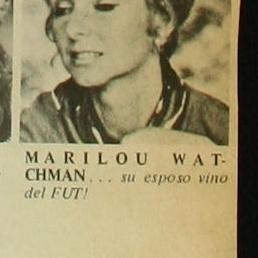 MARILOU WAT-
CHMAN... su esposo vino
del FUT!